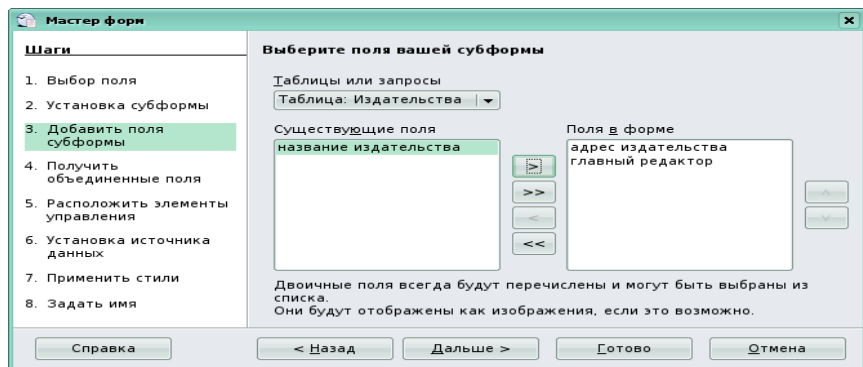 Мастер форм
Шаги
1. Выбор поля
2. Установка субформы
3. Добавить поля
субформы
4. Получить
объединенные поля
5. Расположить элементы
управления
6. Установка источника
данных
7. Применить стили
8. Задать имя
Выберите поля вашей субформы
Таблицы или запросы
Таблица: Издательства
Существующие поля
название издательства
>
>>
<
<<
Поля в форме
адрес издательства
главный редактор
Двоичные поля всегда будут перечислены и могут быть выбраны из
списка.
Они будут отображены как изображения, если это возможно.
Справка
< Назад
Дальше >
Готово
Отмена